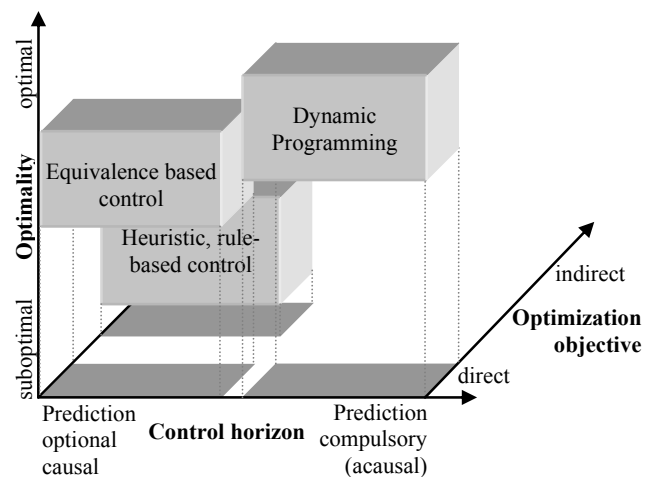 optimal
Optimality
suboptimal
Dynamic
Programming
Equivalence based
control
Heuristic, rule-
based control
indirect
Optimization
objective
direct
Prediction
optional
causal
Control horizon
Prediction
compulsory
(acausal)